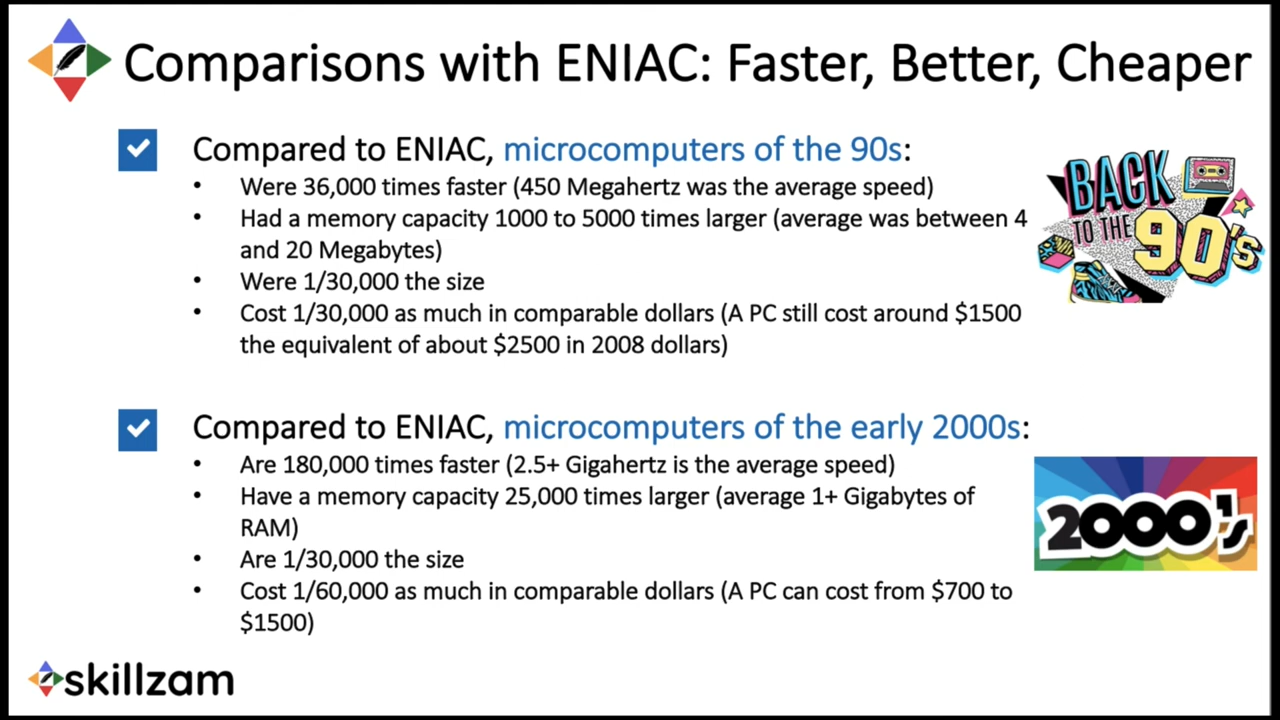 Comparisons with ENIAC: Faster, Better, Cheaper
Compared to ENIAC, microcomputers of the 90s:
• Were 36,000 times faster (450 Megahertz was the average speed)
• Had a memory capacity 1000 to 5000 times larger (average was between 4
and 20 Megabytes)
• Were 1/30,000 the size
• Cost 1/30,000 as much in comparable dollars (A PC still cost around $1500
the equivalent of about $2500 in 2008 dollars)
BACK
TO THE
90's
Compared to ENIAC, microcomputers of the early 2000s:
• Are 180,000 times faster (2.5+ Gigahertz is the average speed)
• Have a memory capacity 25,000 times larger (average 1+ Gigabytes of
RAM)
• Are 1/30,000 the size
• Cost 1/60,000 as much in comparable dollars (A PC can cost from $700 to
$1500)
2000's
skillzam